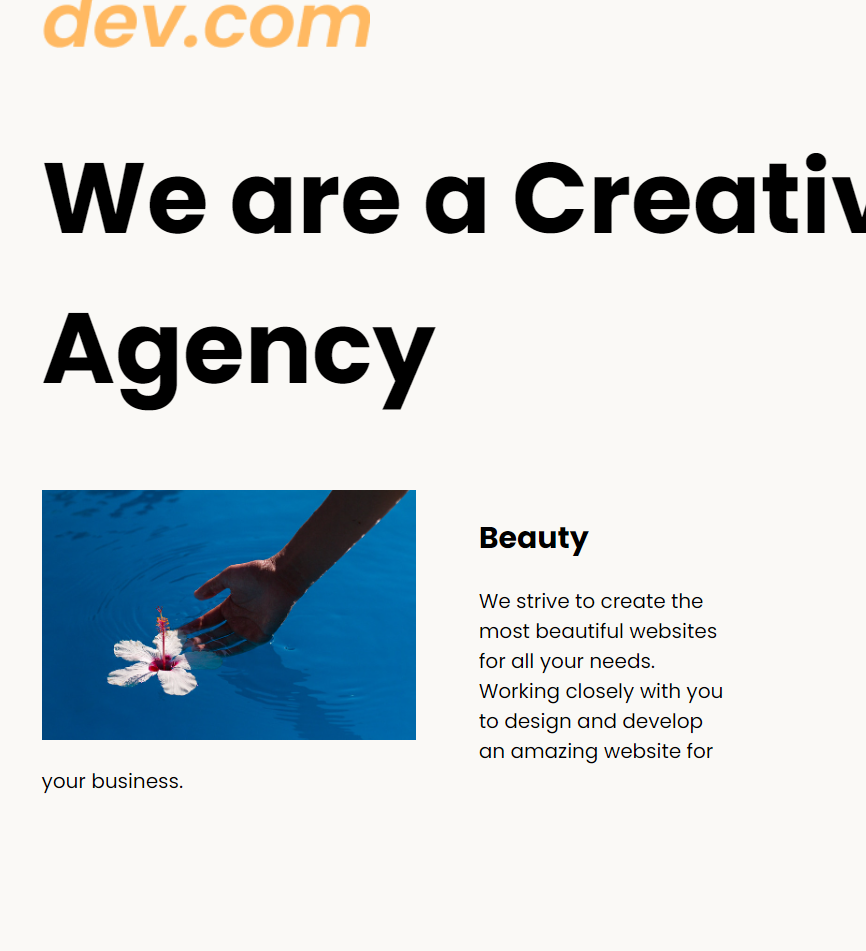 dev.com
We are a Creativ
Agency
Beauty
We strive to create the
most beautiful websites
for all your needs.
Working closely with you
to design and develop
an amazing website for
your business.